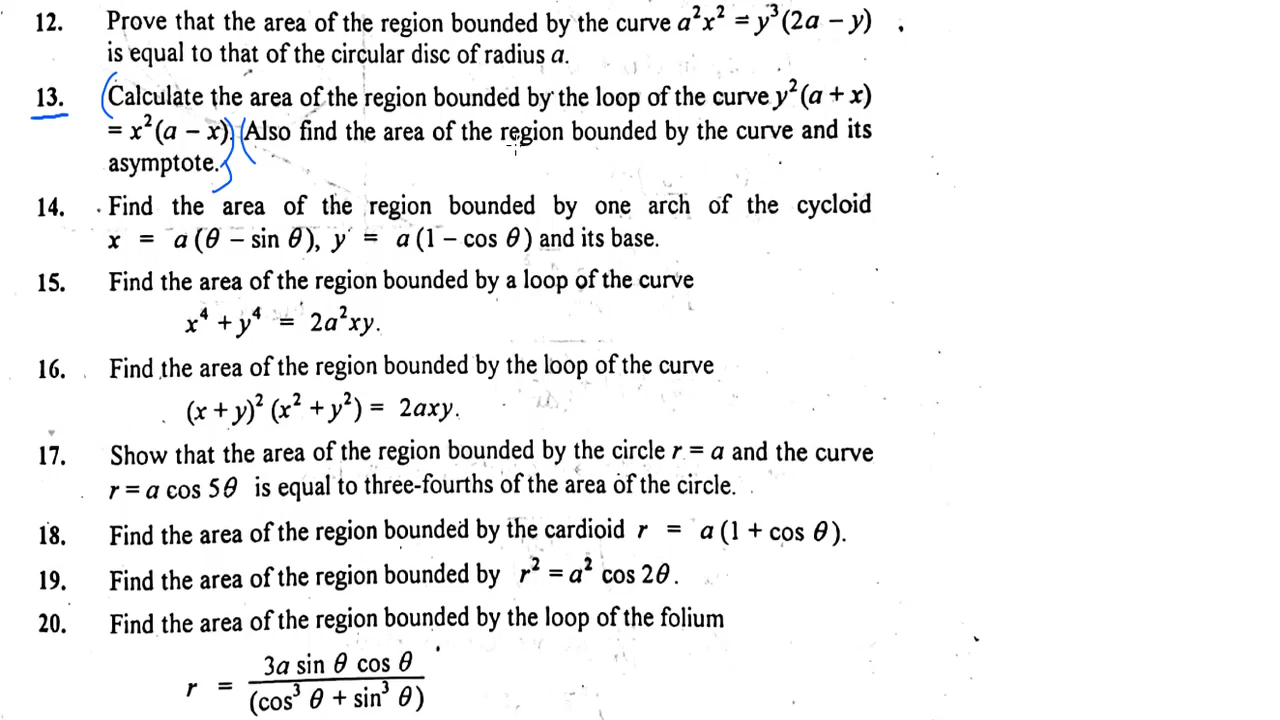 12. Prove that the area of the region bounded by the curve a²x² = y³(2a − y)
is equal to that of the circular disc of radius a.
13. Calculate the area of the region bounded by the loop of the curve y²(a + x)
= x²(a − x). Also find the area of the region bounded by the curve and its
asymptote.
14. Find the area of the region bounded by one arch of the cycloid
x = a (θ − sin θ), y = a (1 − cos θ) and its base.
15. Find the area of the region bounded by a loop of the curve
x⁴ + y⁴ = 2a²xy.
16. Find the area of the region bounded by the loop of the curve
(x + y)² (x² + y²) = 2axy.
17. Show that the area of the region bounded by the circle r = a and the curve
r = a cos 5θ is equal to three-fourths of the area of the circle.
18. Find the area of the region bounded by the cardioid r = a (1 + cos θ).
19. Find the area of the region bounded by r² = a² cos 2θ.
20. Find the area of the region bounded by the loop of the folium
r = 3a sin θ cos θ / (cos³ θ + sin³ θ)